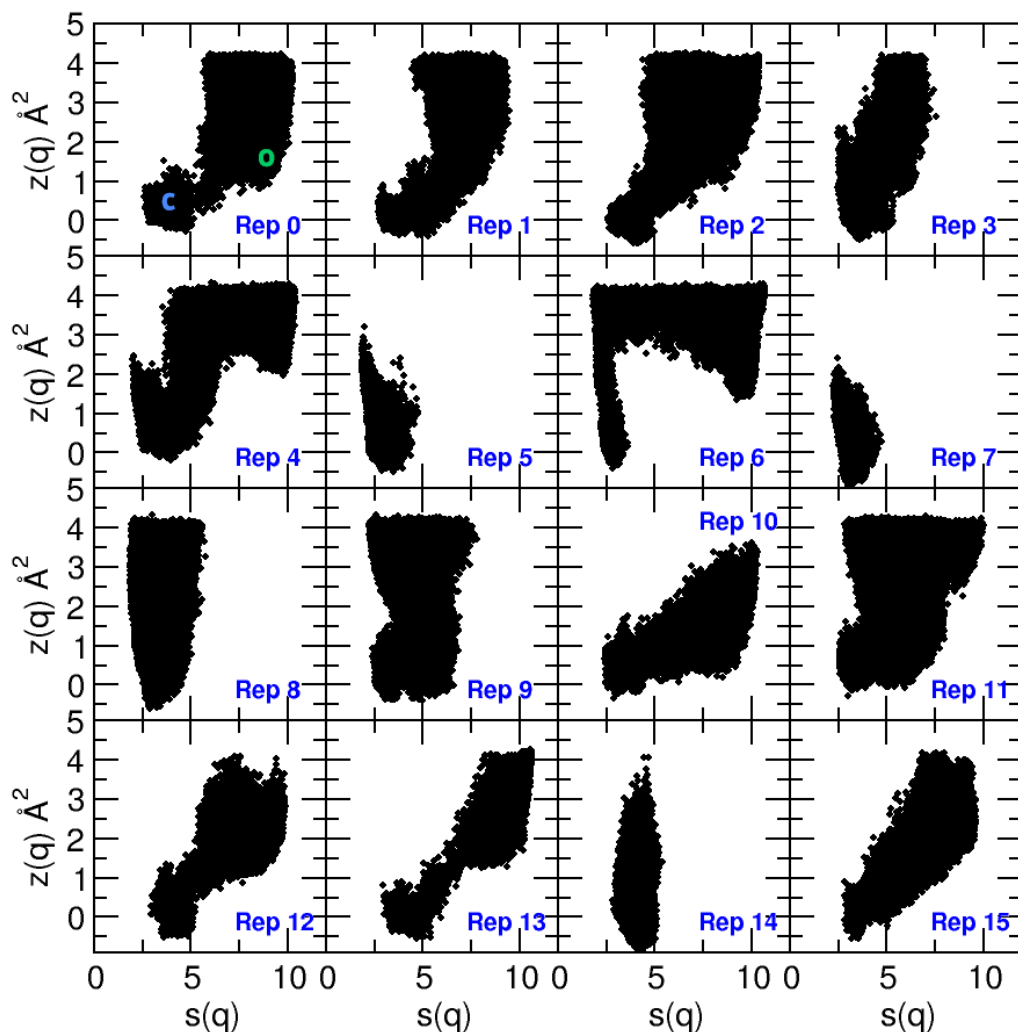 5
4
3
2
1
0
z(q) Å²
c
o
Rep 0
Rep 1
Rep 2
Rep 3
5
4
3
2
1
0
z(q) Å²
Rep 4
Rep 5
Rep 6
Rep 7
5
4
3
2
1
0
z(q) Å²
Rep 8
Rep 9
Rep 10
Rep 11
5
4
3
2
1
0
z(q) Å²
Rep 12
Rep 13
Rep 14
Rep 15
0 5 10 0 5 10 0 5 10 0 5 10
s(q) s(q) s(q) s(q)